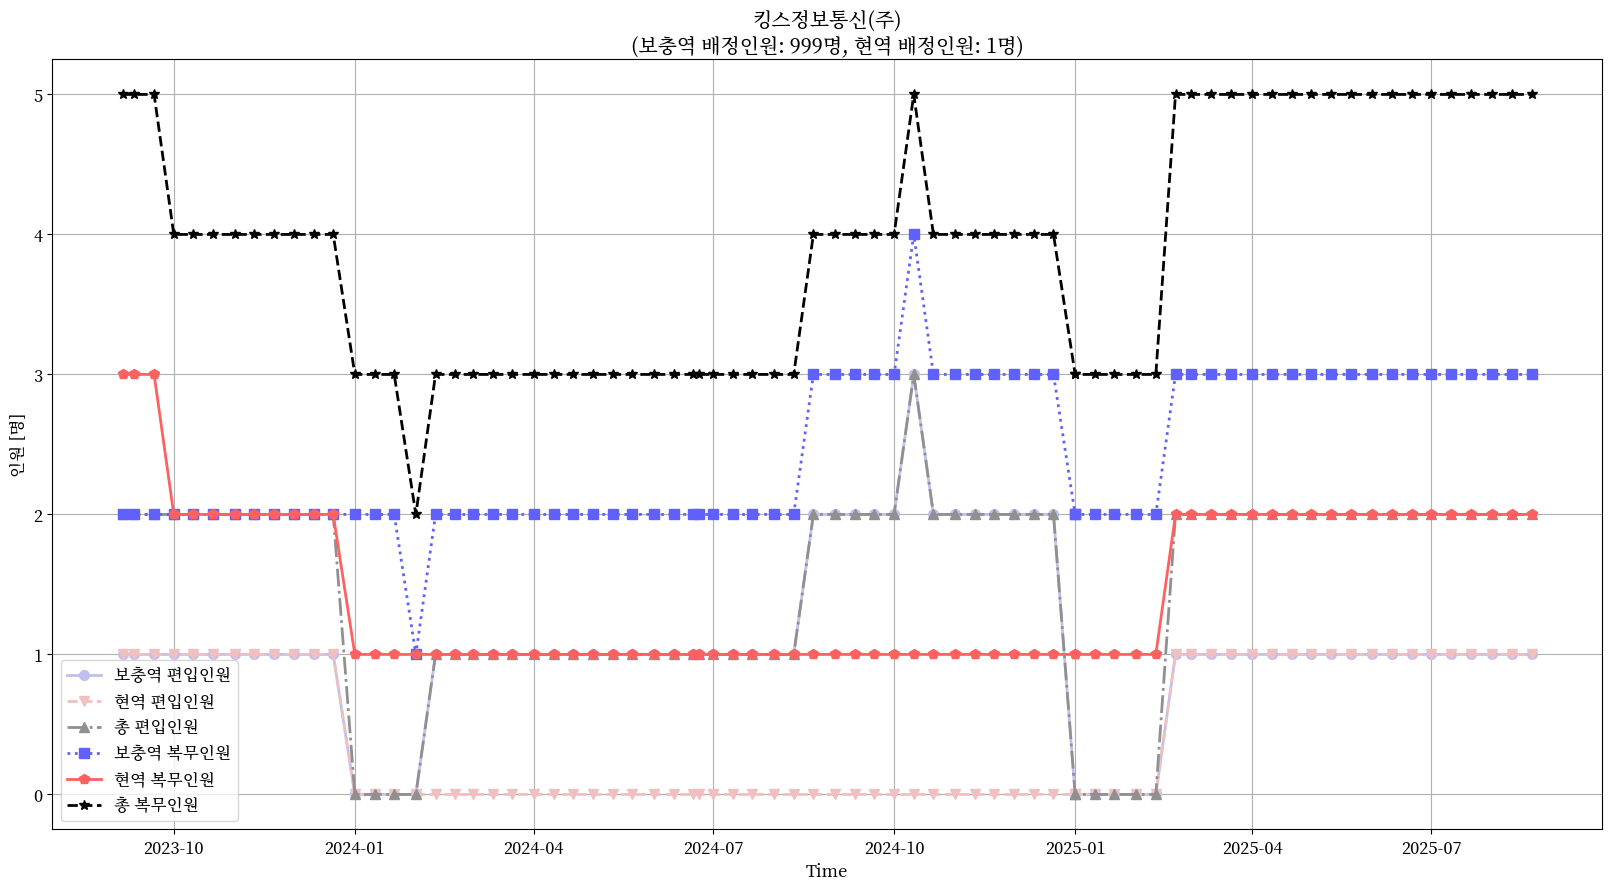 킹스정보통신(주)
(보충역 배정인원: 999명, 현역 배정인원: 1명)
인원 [명]
5
4
3
2
1
0
보충역 편입인원
현역 편입인원
총 편입인원
보충역 복무인원
현역 복무인원
총 복무인원
2023-10
2024-01
2024-04
2024-07
2024-10
2025-01
2025-04
2025-07
Time